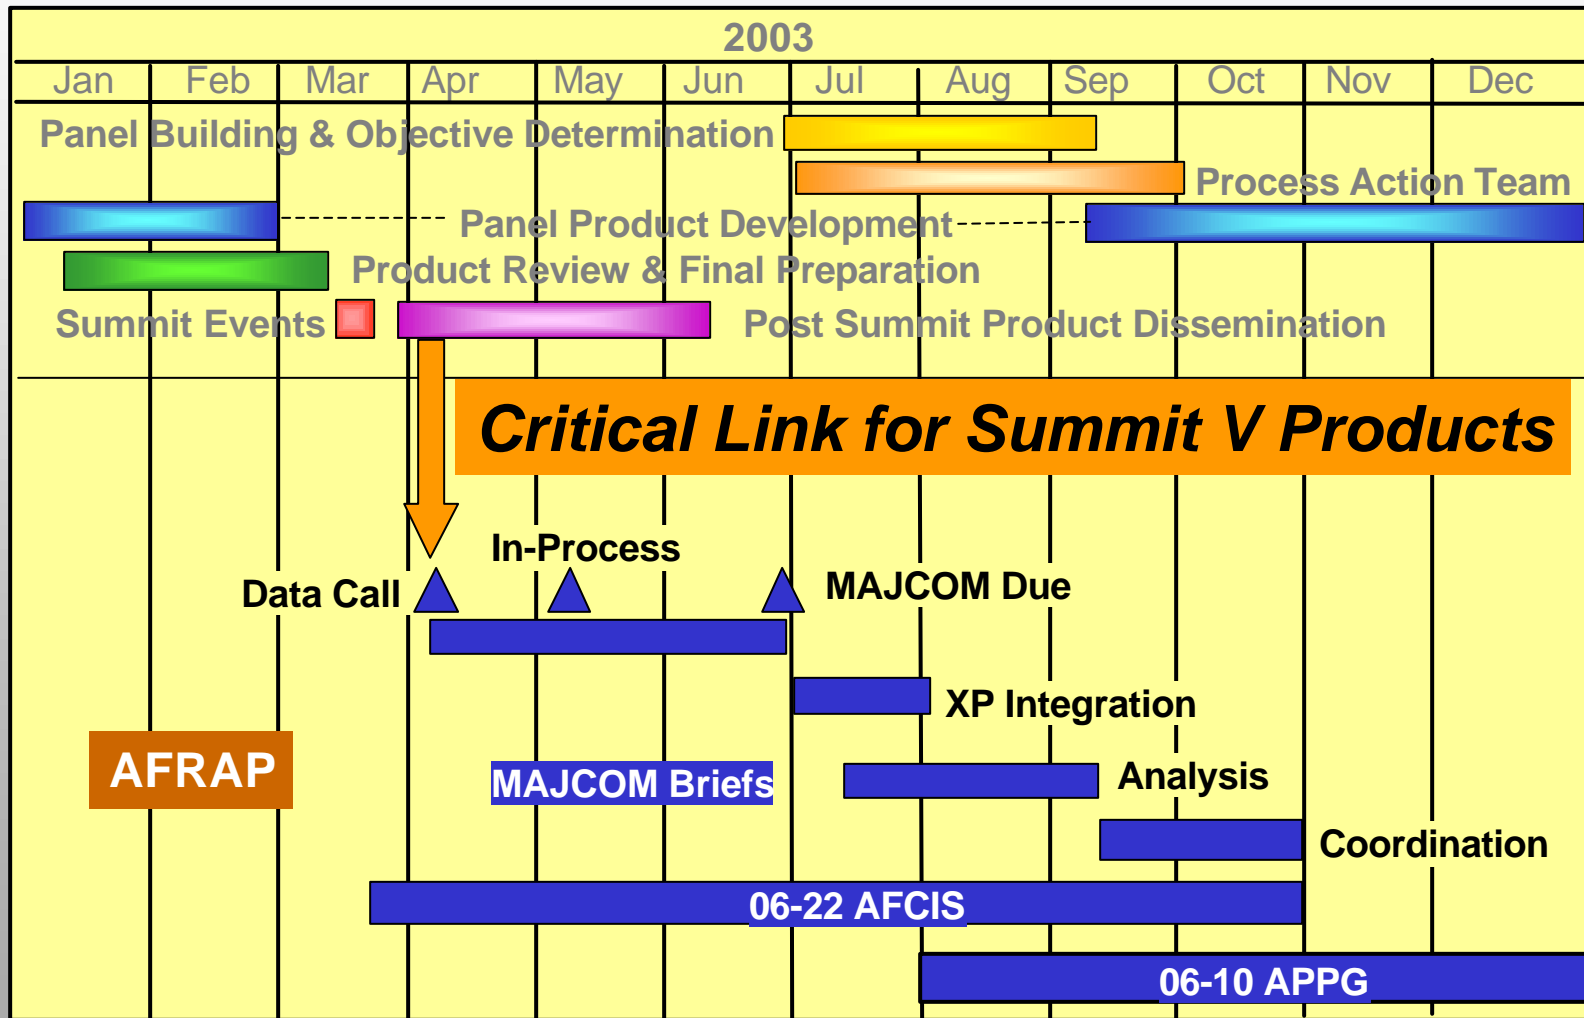 2003
Jan Feb Mar Apr May Jun Jul Aug Sep Oct Nov Dec
Panel Building & Objective Determination
Process Action Team
Panel Product Development
Product Review & Final Preparation
Summit Events
Post Summit Product Dissemination
Critical Link for Summit V Products
In-Process
Data Call
MAJCOM Due
XP Integration
AFRAP
MAJCOM Briefs
Analysis
Coordination
06-22 AFCIS
06-10 APPG